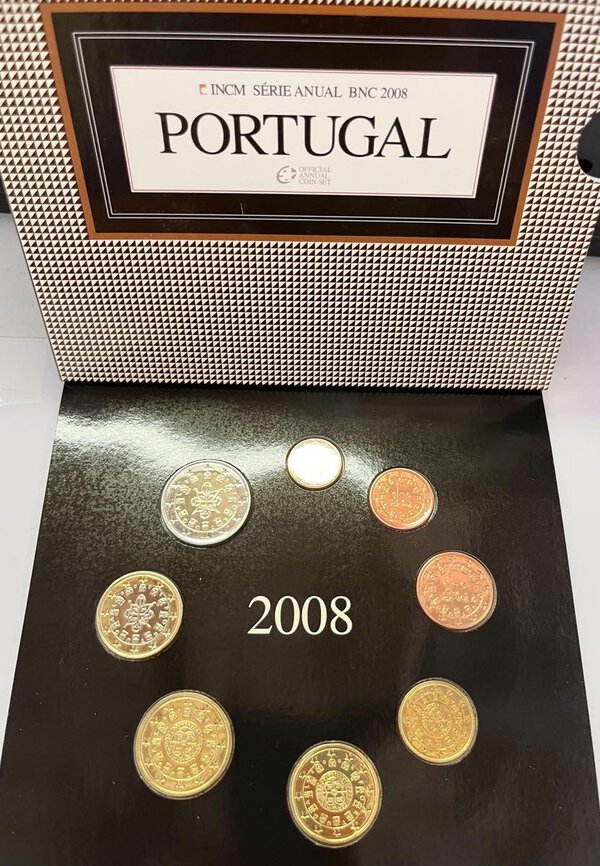 INCM SÉRIE ANUAL BNC 2008
PORTUGAL
OFFICIAL
ANNUAL
COIN SET
2008